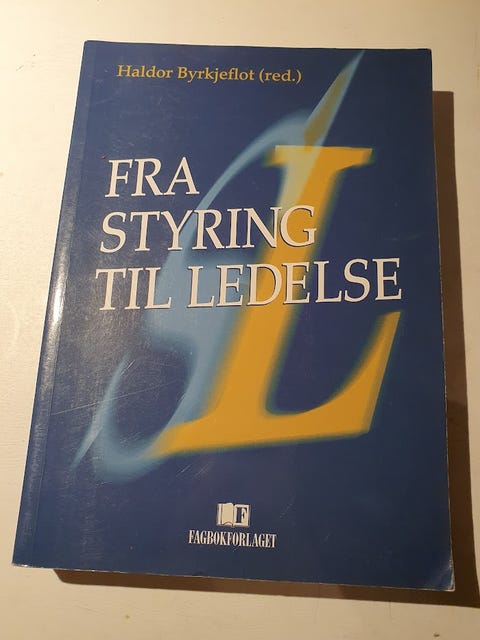 Haldor Byrkjeflot (red.)
FRA
STYRING
TIL LEDELSE
F
FAGBOKFORLAGET